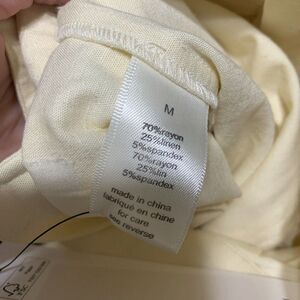 M
70%rayon
25%linen
5%spandex
70%rayon
25%lin
5%spandex
made in china
fabriqué en chine
for care
see reverse